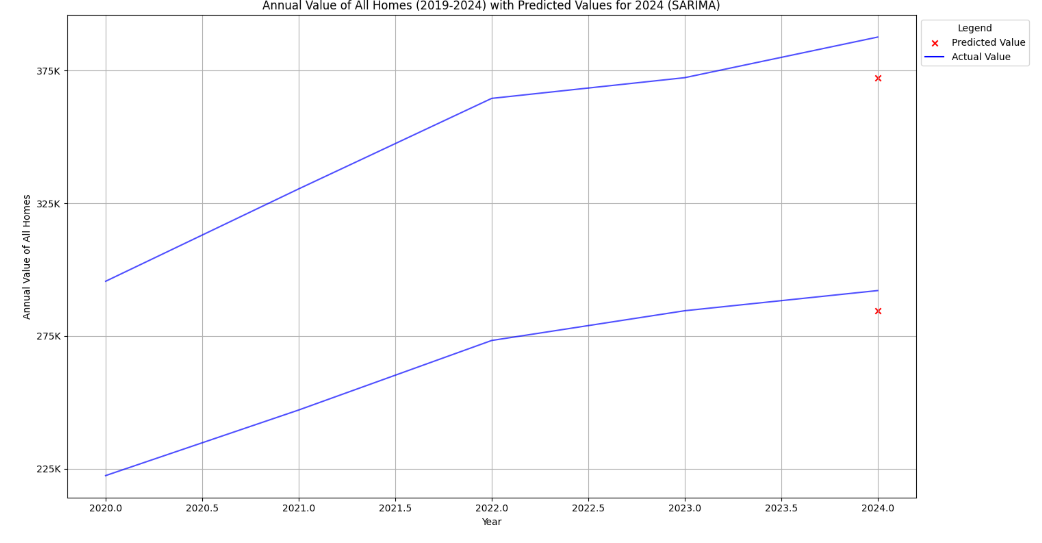 Annual Value of All Homes (2019-2024) with Predicted Values for 2024 (SARIMA)
Legend
Predicted Value
Actual Value
375K
325K
275K
225K
Annual Value of All Homes
2020.0 2020.5 2021.0 2021.5 2022.0 2022.5 2023.0 2023.5 2024.0
Year